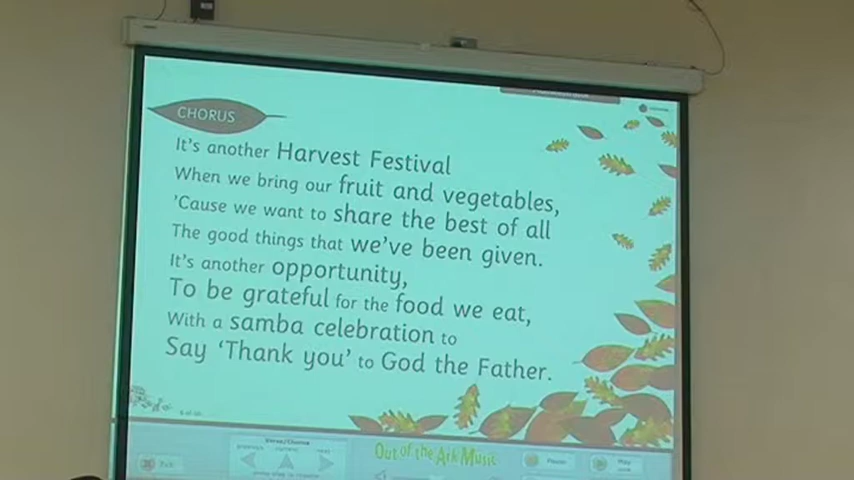 CHORUS
It's another Harvest Festival
When we bring our fruit and vegetables,
'Cause we want to share the best of all
The good things that we've been given.
It's another opportunity,
To be grateful for the food we eat,
With a samba celebration to
Say 'Thank you' to God the Father.
Verse/Chorus
Out of the Ark Music
Exit
Pause